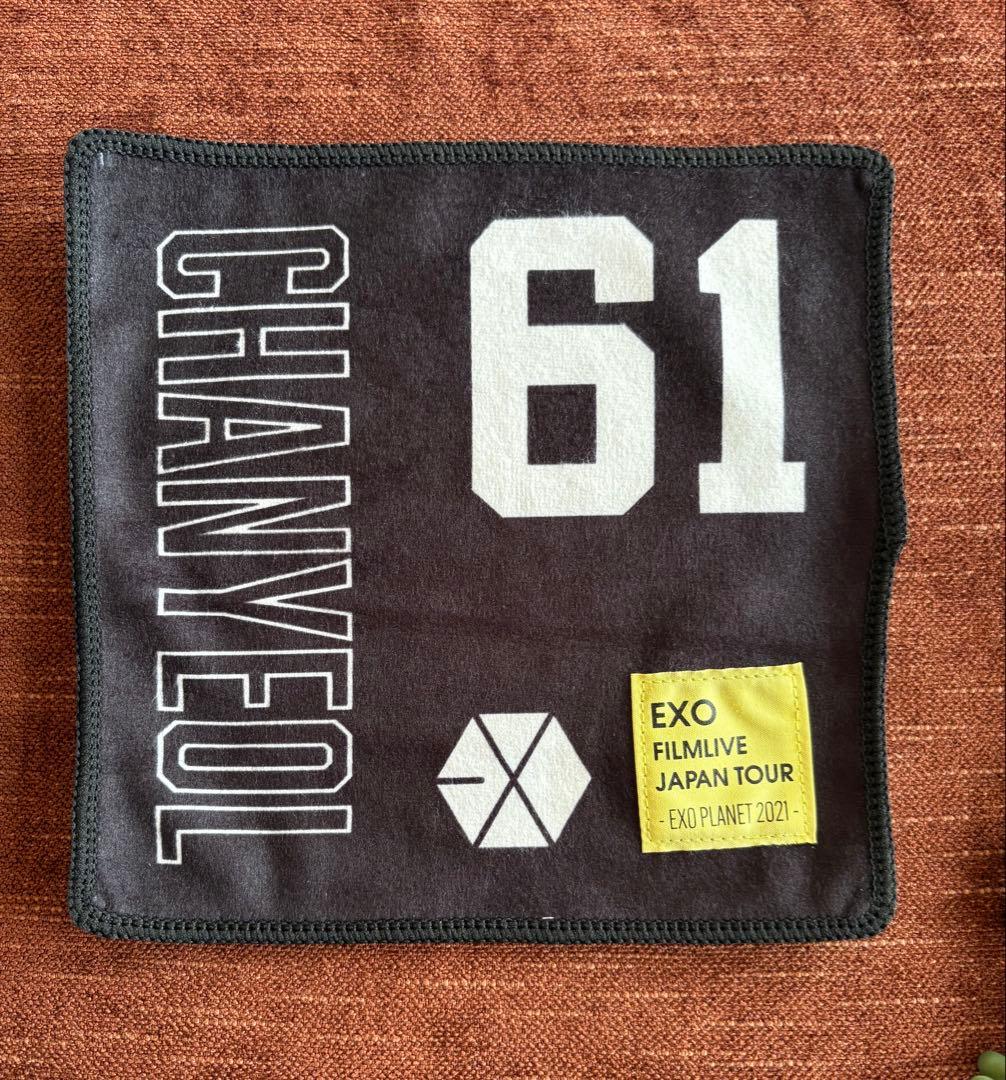 CHANYEOL
61
EXO
FILMLIVE
JAPAN TOUR
- EXO PLANET 2021 -